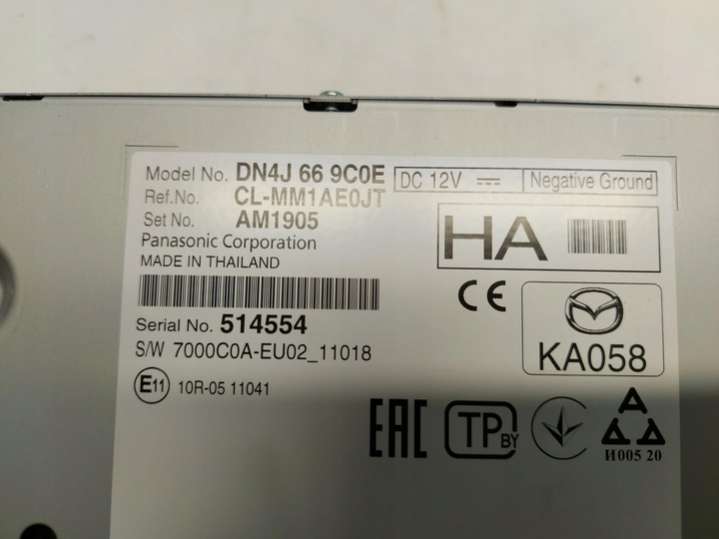 Model No. DN4J 66 9C0E
DC 12V ⎓ Negative Ground
Ref.No. CL-MM1AE0JT
Set No. AM1905
HA
Panasonic Corporation
MADE IN THAILAND
CE
Serial No. 514554
S/W 7000C0A-EU02_11018
KA058
E11 10R-05 11041
EAC
TP BY
И005 20